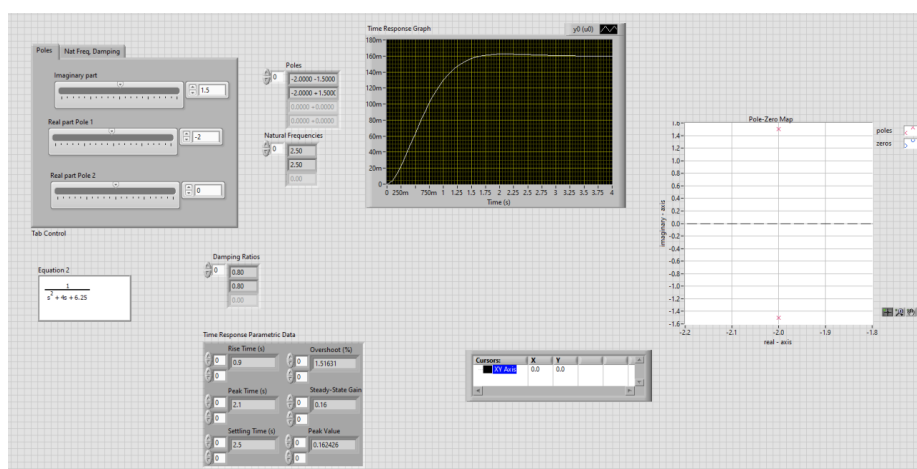 Time Response Graph
y0 (u0)
Poles
Nat Freq, Damping
Imaginary part
1.5
Real part Pole 1
-2
Real part Pole 2
0
Tab Control
Poles
0
-2.0000 -1.5000
-2.0000 +1.500(
0.0000 +0.0000
0.0000 +0.0000
Natural Frequencies
0
2.50
2.50
0.00
180m
160m
140m
120m
100m
80m
60m
40m
20m
0
0 250m 750m 1 1.25 1.5 1.75 2 2.25 2.5 2.75 3 3.25 3.5 3.75 4
Time (s)
Pole-Zero Map
poles
zeros
1.6
1.4
1.2
1.0
0.8
0.6
0.4
0.2
0.0
-0.2
-0.4
-0.6
-0.8
-1.0
-1.2
-1.4
-1.6
imaginary - axis
-2.2 -2.1 -2.0 -1.9 -1.8
real - axis
Equation 2
1
s2 + 4s + 6.25
Damping Ratios
0
0.80
0.80
0.00
Time Response Parametric Data
Rise Time (s) Overshoot (%)
0 0.9 0 1.51631
0 0
Peak Time (s) Steady-State Gain
0 2.1 0 0.16
0 0
Settling Time (s) Peak Value
0 2.5 0 0.162426
0 0
Cursors: X Y
XY Axis 0.0 0.0